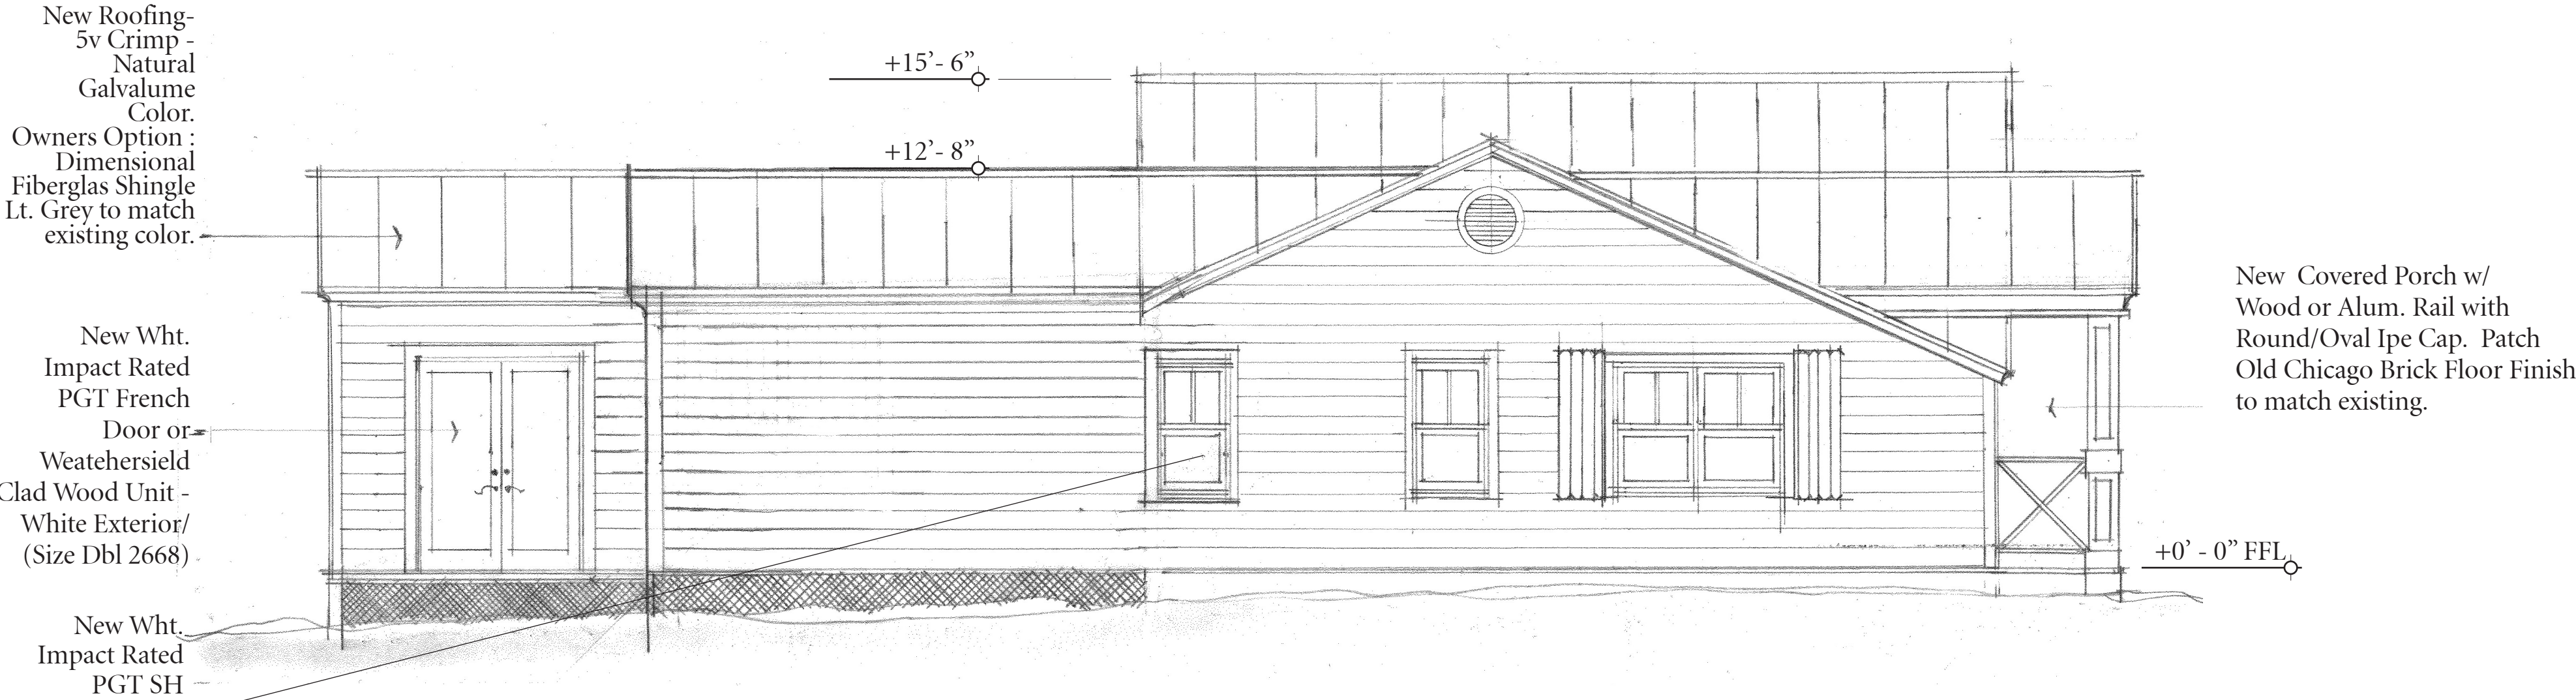 New Roofing-
5v Crimp -
Natural
Galvalume
Color.
Owners Option :
Dimensional
Fiberglas Shingle
Lt. Grey to match
existing color.
New Wht.
Impact Rated
PGT French
Door or
Weatehersield
Clad Wood Unit -
White Exterior/
(Size Dbl 2668)
New Wht.
Impact Rated
PGT SH
+15’- 6”
+12’- 8”
New  Covered Porch w/
Wood or Alum. Rail with
Round/Oval Ipe Cap.  Patch
Old Chicago Brick Floor Finish
to match existing.
+0’ - 0” FFL